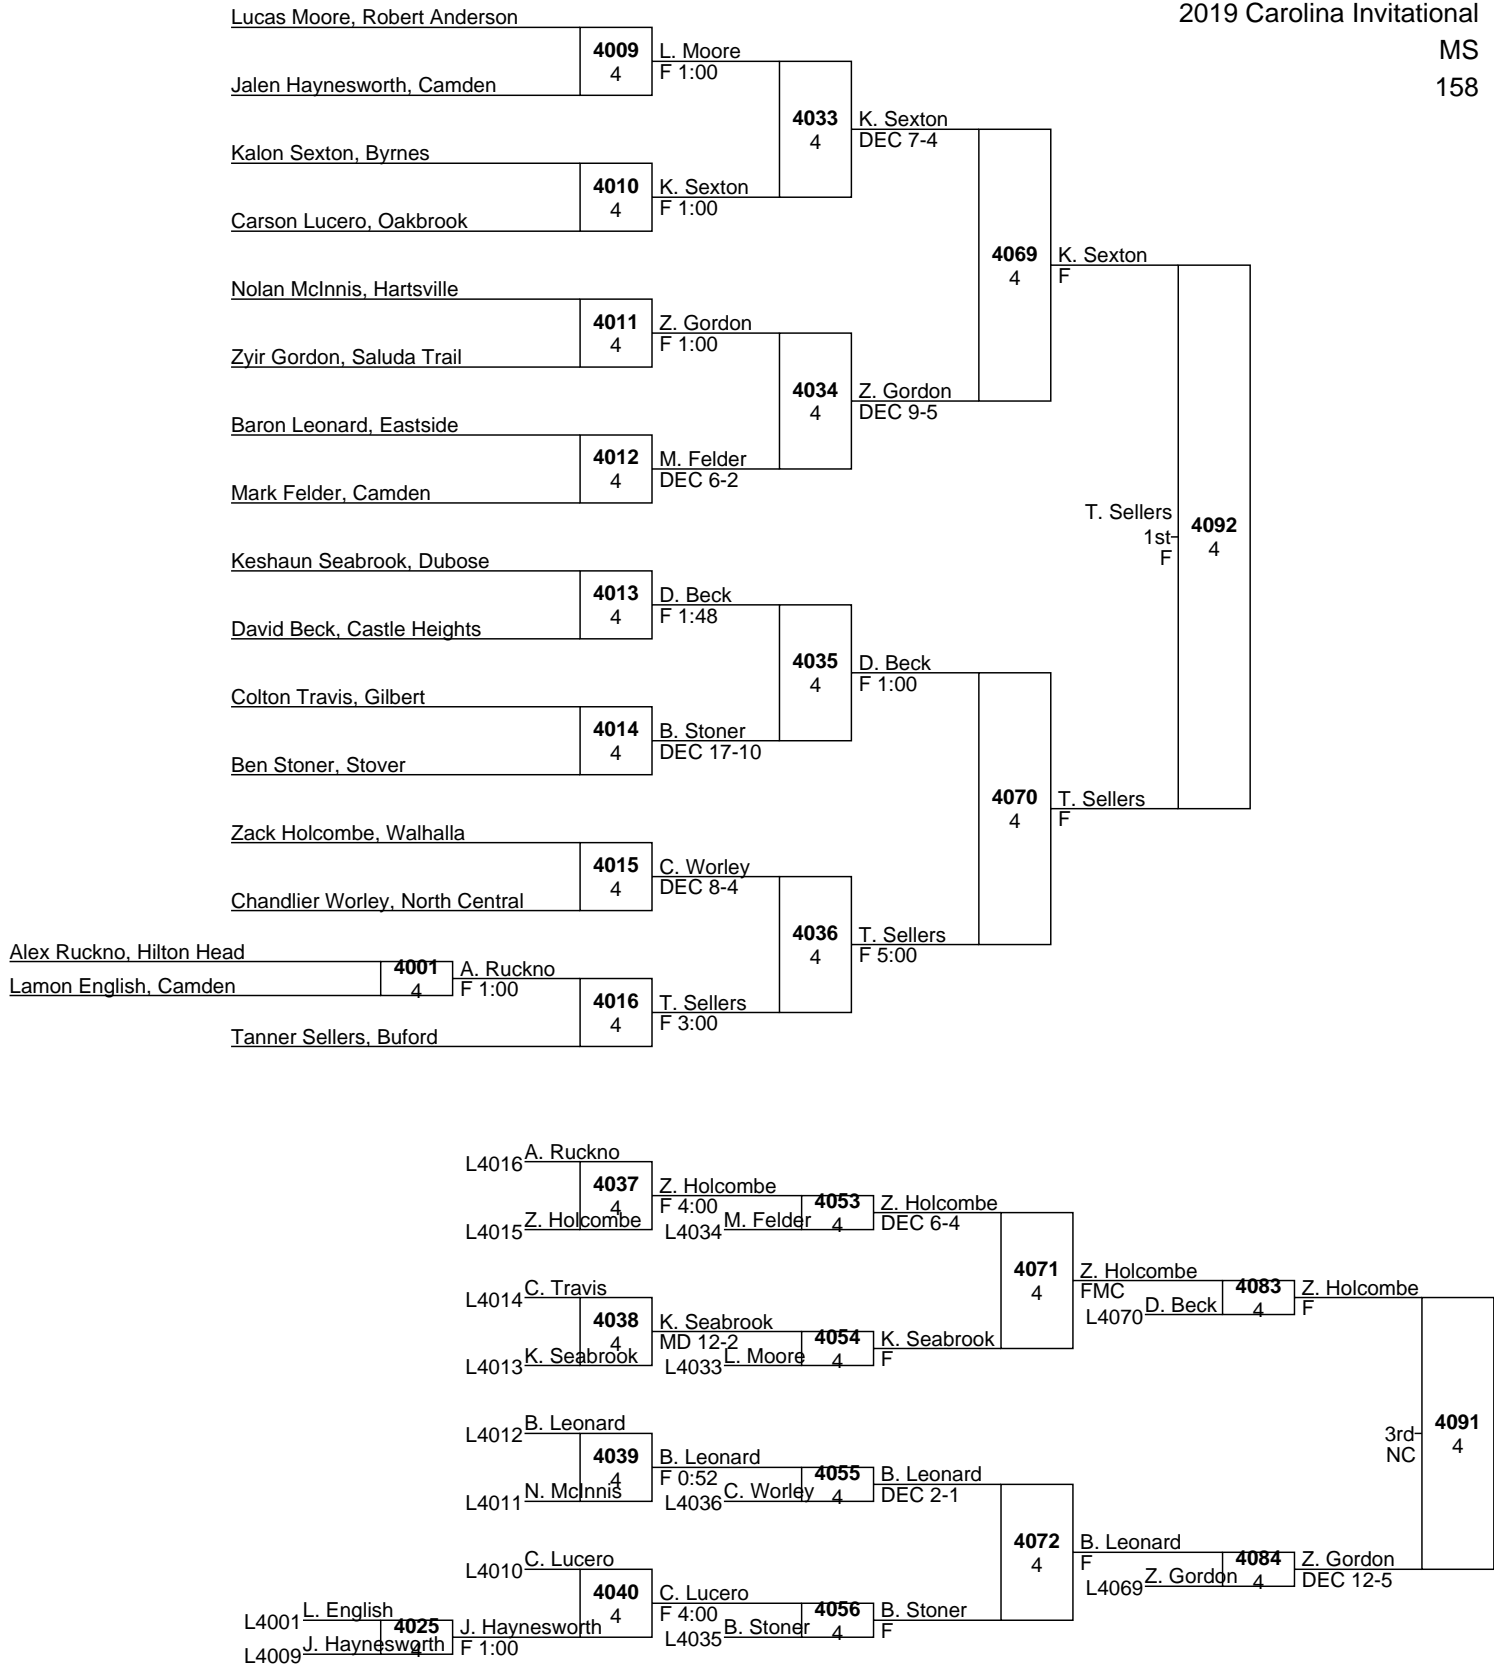 2019 Carolina Invitational
MS
158
Lucas Moore, Robert Anderson
4009
4
L. Moore
F 1:00
Jalen Haynesworth, Camden
4033
4
K. Sexton
DEC 7-4
Kalon Sexton, Byrnes
4010
4
K. Sexton
F 1:00
Carson Lucero, Oakbrook
4069
4
K. Sexton
F
Nolan McInnis, Hartsville
4011
4
Z. Gordon
F 1:00
Zyir Gordon, Saluda Trail
4034
4
Z. Gordon
DEC 9-5
Baron Leonard, Eastside
4012
4
M. Felder
DEC 6-2
Mark Felder, Camden
T. Sellers
1st
F
4092
4
Keshaun Seabrook, Dubose
4013
4
D. Beck
F 1:48
David Beck, Castle Heights
4035
4
D. Beck
F 1:00
Colton Travis, Gilbert
4014
4
B. Stoner
DEC 17-10
Ben Stoner, Stover
4070
4
T. Sellers
F
Zack Holcombe, Walhalla
4015
4
C. Worley
DEC 8-4
Chandlier Worley, North Central
4036
4
T. Sellers
F 5:00
Alex Ruckno, Hilton Head
4001
4
A. Ruckno
F 1:00
Lamon English, Camden
4016
4
T. Sellers
F 3:00
Tanner Sellers, Buford
L4016 A. Ruckno
4037
4
Z. Holcombe
F 4:00
L4015 Z. Holcombe
L4034 M. Felder
4053
4
Z. Holcombe
DEC 6-4
L4014 C. Travis
4038
4
K. Seabrook
MD 12-2
L4013 K. Seabrook
L4033 L. Moore
4054
4
K. Seabrook
F
4071
4
Z. Holcombe
FMC
L4070 D. Beck
4083
4
Z. Holcombe
F
L4012 B. Leonard
4039
4
B. Leonard
F 0:52
L4011 N. McInnis
L4036 C. Worley
4055
4
B. Leonard
DEC 2-1
3rd
NC
4091
4
L4010 C. Lucero
4040
4
C. Lucero
F 4:00
L4035 B. Stoner
4056
4
B. Stoner
F
4072
4
B. Leonard
F
L4069 Z. Gordon
4084
4
Z. Gordon
DEC 12-5
L4001 L. English
4025
4
J. Haynesworth
F 1:00
L4009 J. Haynesworth